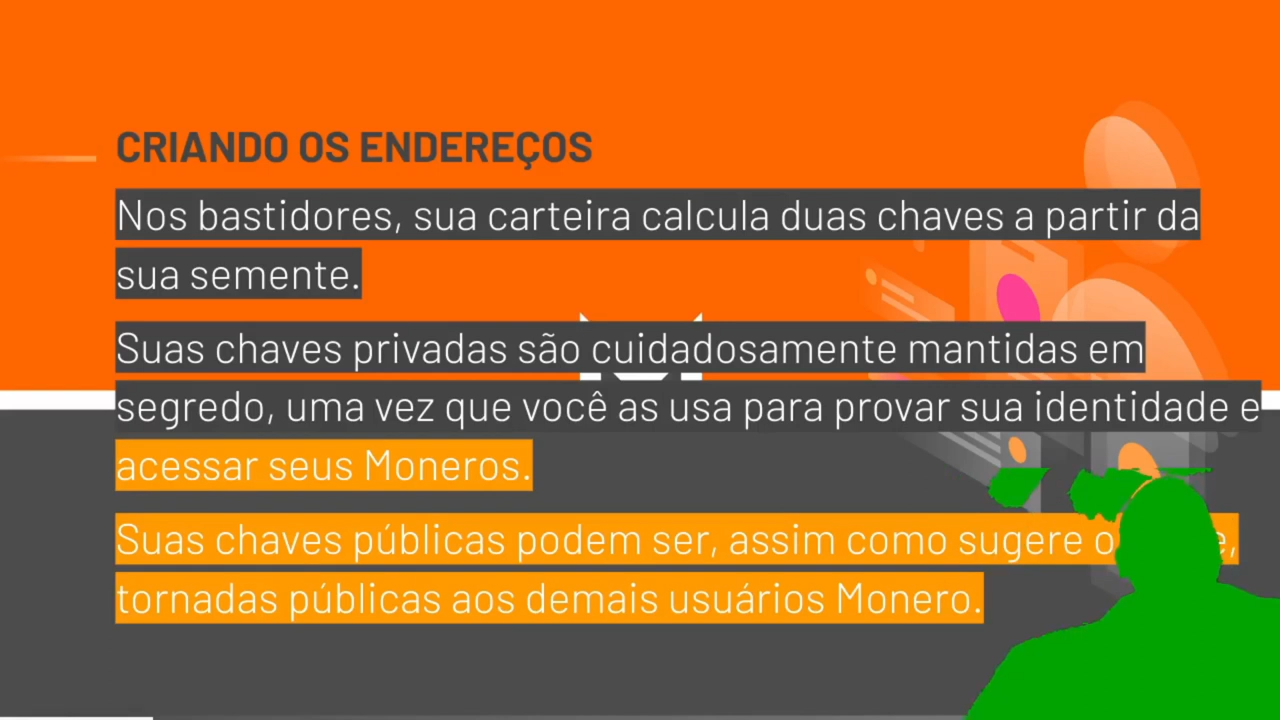 CRIANDO OS ENDEREÇOS
Nos bastidores, sua carteira calcula duas chaves a partir da
sua semente.
Suas chaves privadas são cuidadosamente mantidas em
segredo, uma vez que você as usa para provar sua identidade e
acessar seus Moneros.
Suas chaves públicas podem ser, assim como sugere o
tornadas públicas aos demais usuários Monero.